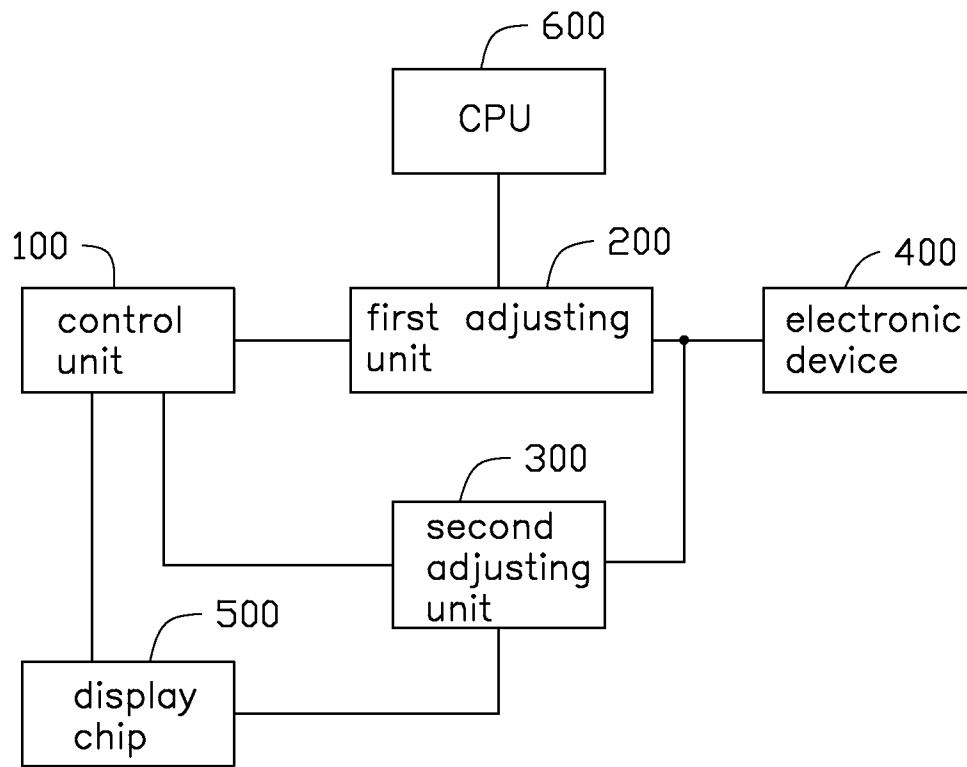 600
CPU
100
200
400
control
unit
first adjusting
unit
electronic
device
300
second
adjusting
unit
500
display
chip